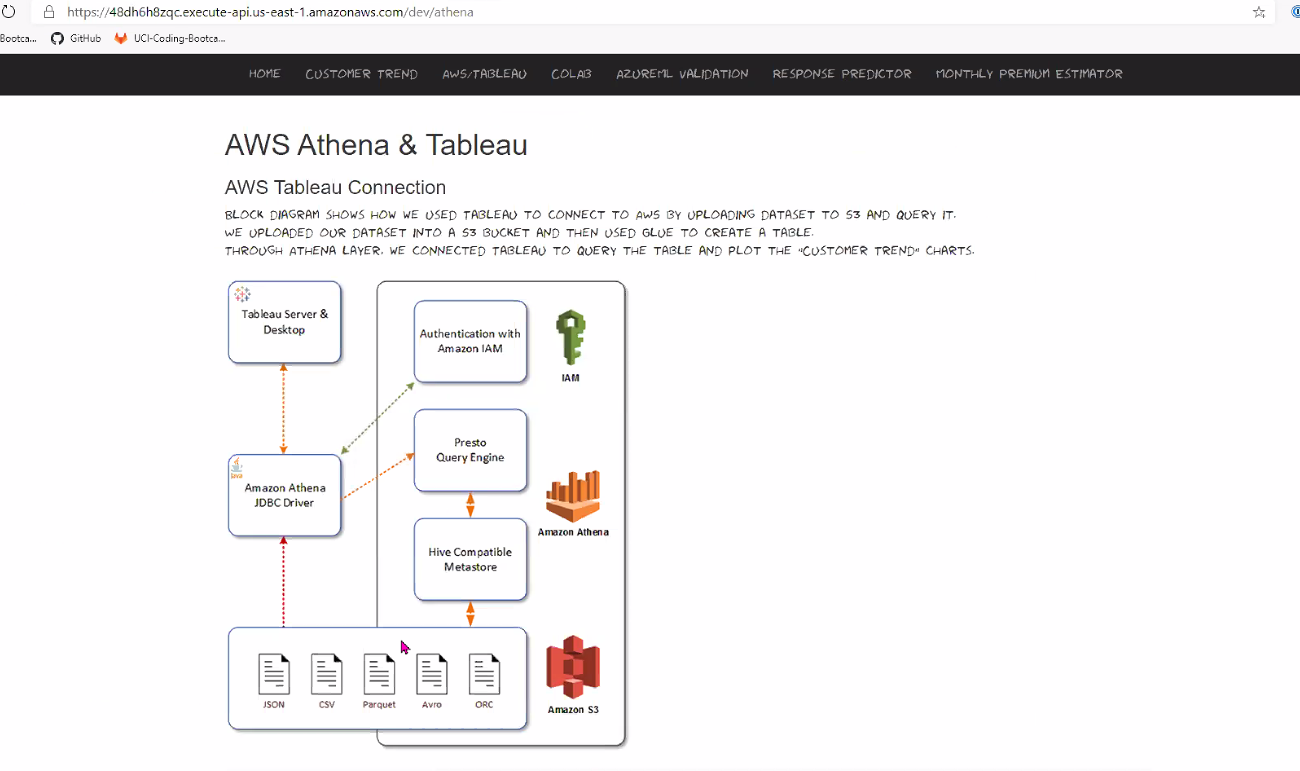 https://48dh6h8zqc.execute-api.us-east-1.amazonaws.com/dev/athena
Bootca... GitHub UCI-Coding-Bootca...
HOME CUSTOMER TREND AWS/TABLEAU COLAB AZUREML VALIDATION RESPONSE PREDICTOR MONTHLY PREMIUM ESTIMATOR
AWS Athena & Tableau
AWS Tableau Connection
BLOCK DIAGRAM SHOWS HOW WE USED TABLEAU TO CONNECT TO AWS BY UPLOADING DATASET TO S3 AND QUERY IT.
WE UPLOADED OUR DATASET INTO A S3 BUCKET AND THEN USED GLUE TO CREATE A TABLE.
THROUGH ATHENA LAYER, WE CONNECTED TABLEAU TO QUERY THE TABLE AND PLOT THE "CUSTOMER TREND" CHARTS.
Tableau Server &
Desktop
Authentication with
Amazon IAM
IAM
Presto
Query Engine
Java
Amazon Athena
JDBC Driver
Amazon Athena
Hive Compatible
Metastore
JSON CSV Parquet Avro ORC
Amazon S3